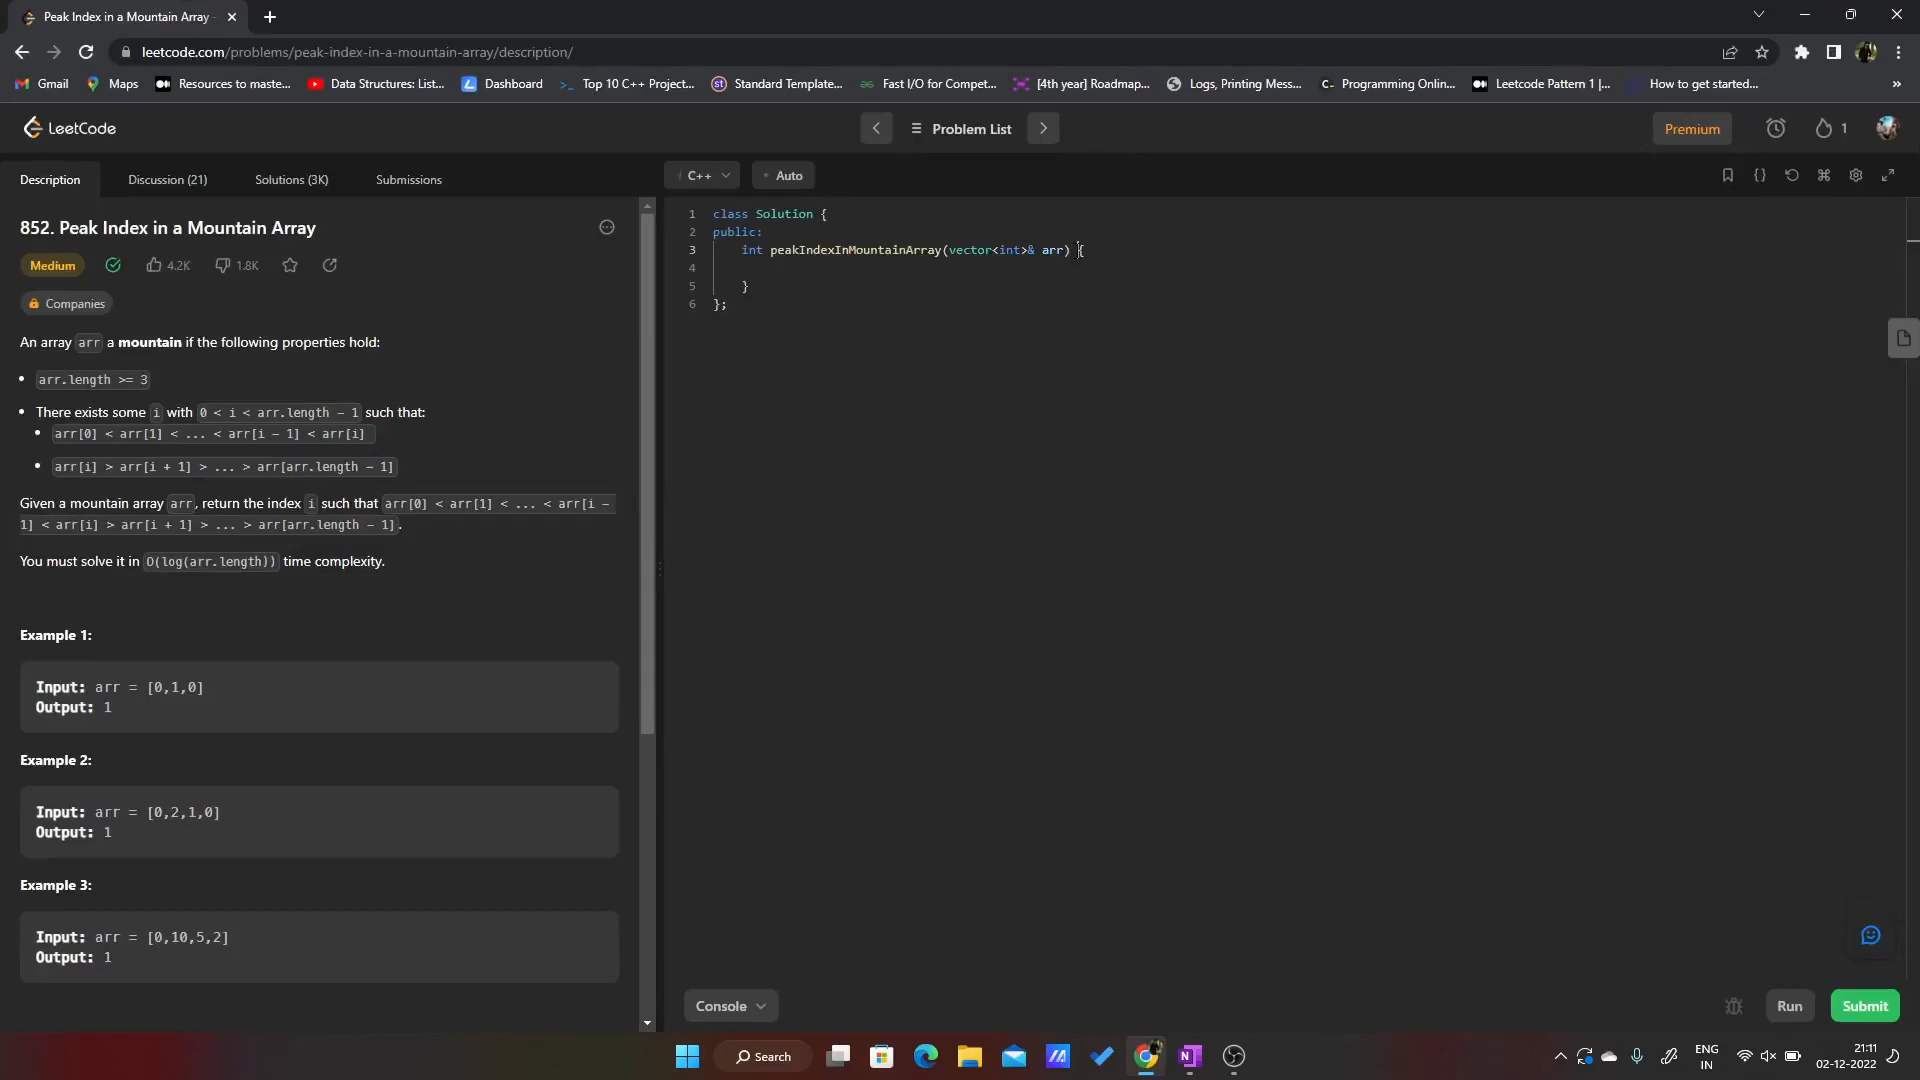 Peak Index in a Mountain Array -
leetcode.com/problems/peak-index-in-a-mountain-array/description/
Gmail
Maps
Resources to maste...
Data Structures: List...
Dashboard
Top 10 C++ Project...
Standard Template...
Fast I/O for Compet...
[4th year] Roadmap...
Logs, Printing Mess...
Programming Onlin...
Leetcode Pattern 1 |...
How to get started...
LeetCode
Problem List
Premium
1
Description
Discussion (21)
Solutions (3K)
Submissions
852. Peak Index in a Mountain Array
Medium
4.2K
1.8K
Companies
An array arr a mountain if the following properties hold:
arr.length >= 3
There exists some i with 0 < i < arr.length - 1 such that:
arr[0] < arr[1] < ... < arr[i - 1] < arr[i]
arr[i] > arr[i + 1] > ... > arr[arr.length - 1]
Given a mountain array arr, return the index i such that arr[0] < arr[1] < ... < arr[i -
1] < arr[i] > arr[i + 1] > ... > arr[arr.length - 1].
You must solve it in O(log(arr.length)) time complexity.
Example 1:
Input: arr = [0,1,0]
Output: 1
Example 2:
Input: arr = [0,2,1,0]
Output: 1
Example 3:
Input: arr = [0,10,5,2]
Output: 1
i C++
Auto
1 class Solution {
2 public:
3 int peakIndexInMountainArray(vector<int>& arr) {
4
5 }
6 };
Console
Run
Submit
Search
ENG
IN
21:11
02-12-2022